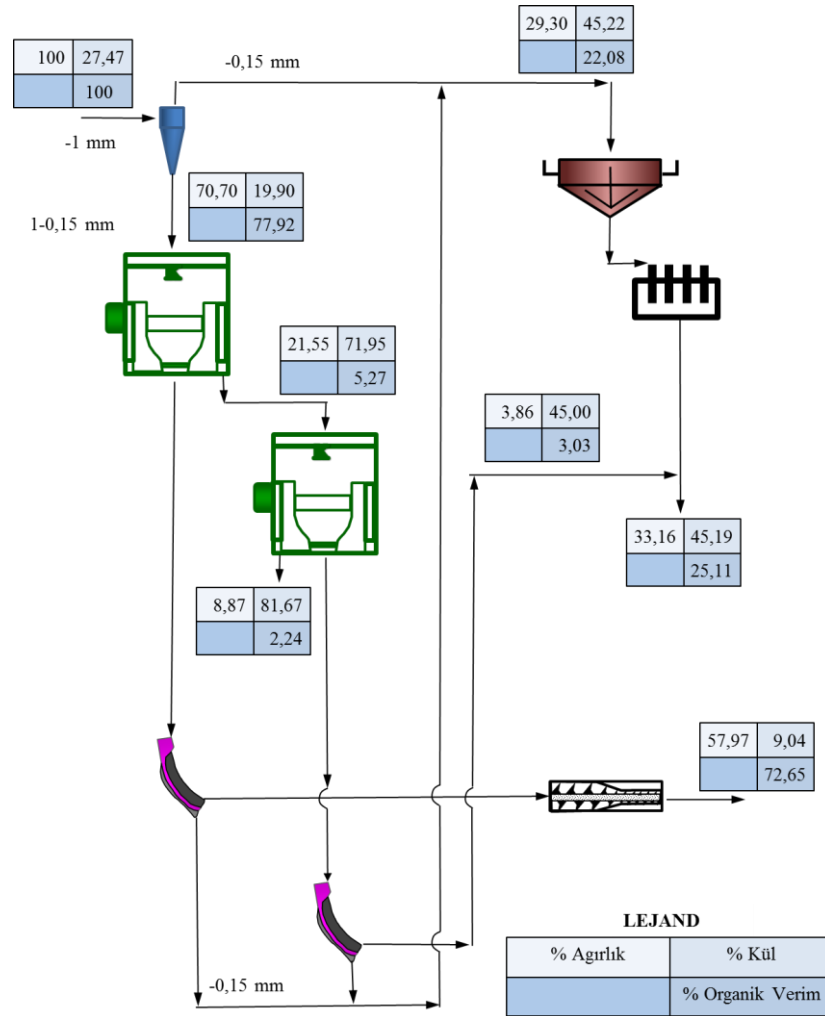 29,30 45,22
22,08
100 27,47
100
-0,15 mm
-1 mm
70,70 19,90
77,92
1-0,15 mm
21,55 71,95
5,27
3,86 45,00
3,03
33,16 45,19
25,11
8,87 81,67
2,24
57,97 9,04
72,65
-0,15 mm
LEJAND
% Agırlık % Kül
% Organik Verim